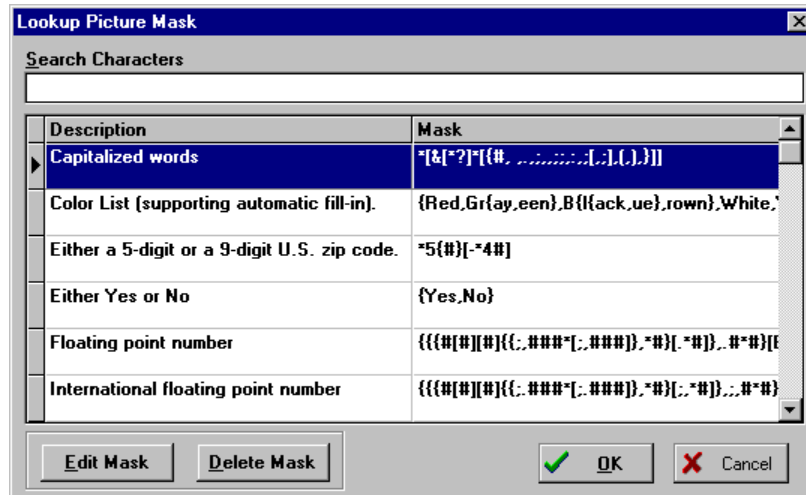 Lookup Picture Mask
Search Characters
Description Mask
Capitalized words *[&[*?]*[{#, ,.,;,,;;,:,;[,;],(,),}]]
Color List (supporting automatic fill-in). {Red,Gr{ay,een},B{l{ack,ue},rown},White,
Either a 5-digit or a 9-digit U.S. zip code. *5{#}[-*4#]
Either Yes or No {Yes,No}
Floating point number {{{#[#][#]{{;,###*[;,###]},*#}[.*#]},.#*#}[E
International floating point number {{{#[#][#]{{;.###*[;.###]},*#}[;,*#]},;,#*#}
Edit Mask Delete Mask OK Cancel